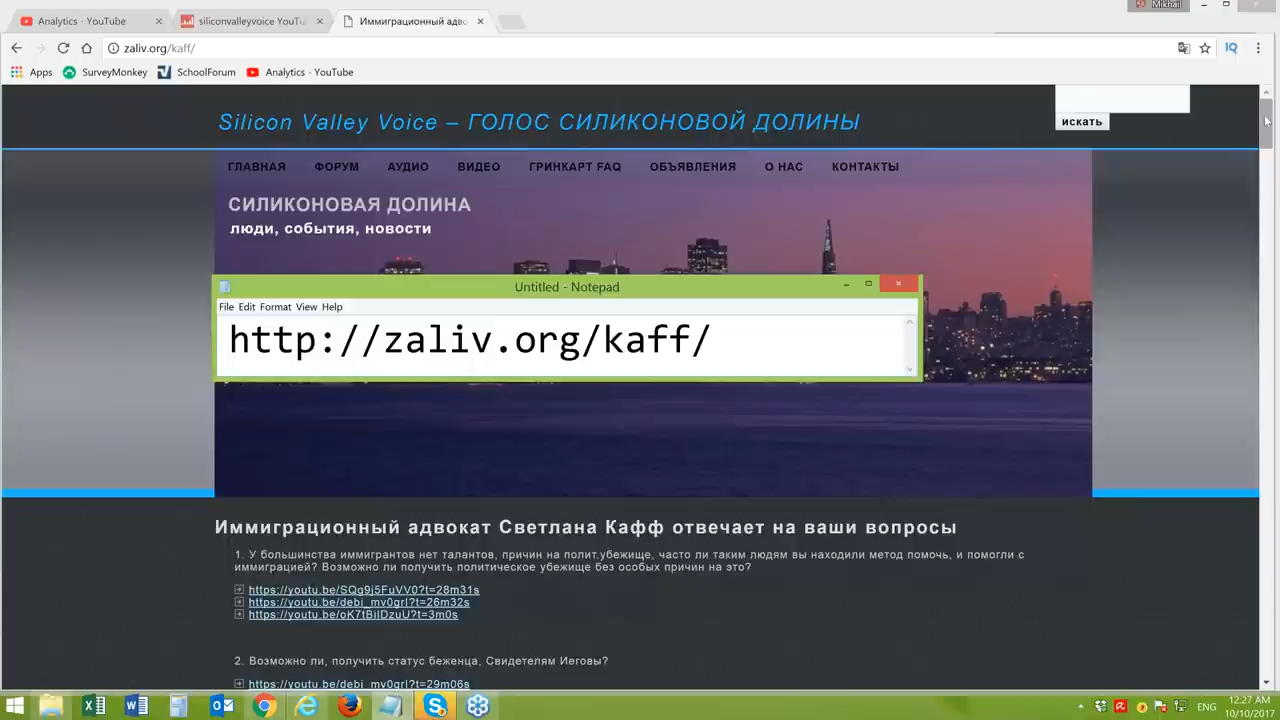 Analytics - YouTube
siliconvalleyvoice YouTu
Иммиграционный адво
Mikhail
zaliv.org/kaff/
Apps
SurveyMonkey
SchoolForum
Analytics - YouTube
Silicon Valley Voice – ГОЛОС СИЛИКОНОВОЙ ДОЛИНЫ
искать
ГЛАВНАЯ ФОРУМ АУДИО ВИДЕО ГРИНКАРТ FAQ ОБЪЯВЛЕНИЯ О НАС КОНТАКТЫ
СИЛИКОНОВАЯ ДОЛИНА
люди, события, новости
Untitled - Notepad
File Edit Format View Help
http://zaliv.org/kaff/
Иммиграционный адвокат Светлана Кафф отвечает на ваши вопросы
1. У большинства иммигрантов нет талантов, причин на полит.убежище, часто ли таким людям вы находили метод помочь, и помогли с
иммиграцией? Возможно ли получить политическое убежище без особых причин на это?
https://youtu.be/SQg9j5FuVV0?t=28m31s
https://youtu.be/debi_mv0grI?t=26m32s
https://youtu.be/oK7tBiIDzuU?t=3m0s
2. Возможно ли, получить статус беженца, Свидетелям Иеговы?
https://youtu.be/debi_mv0grI?t=29m06s
ENG
12:27 AM
10/10/2017